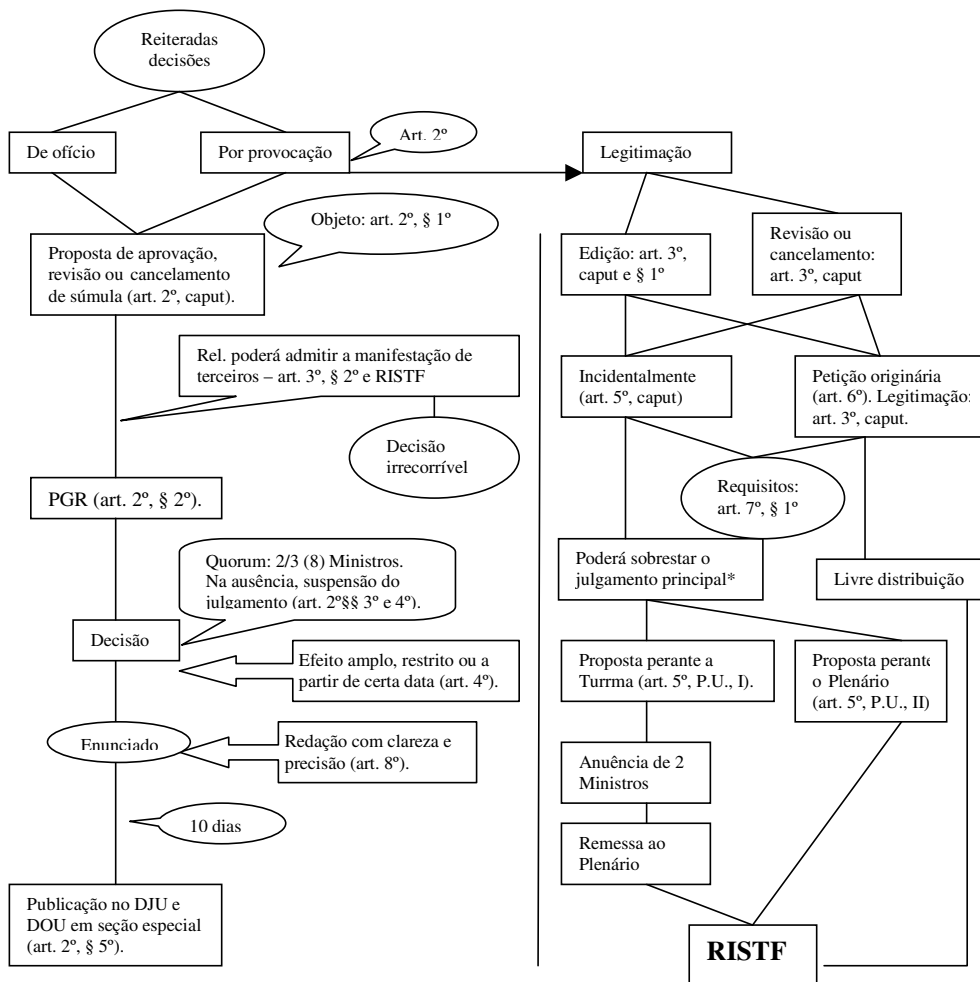 Reiteradas
decisões
De ofício
Por provocação
Art. 2º
Legitimação
Objeto: art. 2º, § 1º
Proposta de aprovação,
revisão ou cancelamento
de súmula (art. 2º, caput).
Edição: art. 3º,
caput e § 1º
Revisão ou
cancelamento:
art. 3º, caput
Rel. poderá admitir a manifestação de
terceiros – art. 3º, § 2º e RISTF
Decisão
irrecorrível
Incidentalmente
(art. 5º, caput)
Petição originária
(art. 6º). Legitimação:
art. 3º, caput.
Requisitos:
art. 7º, § 1º
PGR (art. 2º, § 2º).
Quorum: 2/3 (8) Ministros.
Na ausência, suspensão do
julgamento (art. 2º§§ 3º e 4º).
Poderá sobrestar o
julgamento principal*
Livre distribuição
Decisão
Efeito amplo, restrito ou a
partir de certa data (art. 4º).
Proposta perante a
Turrma (art. 5º, P.U., I).
Proposta perante
o Plenário
(art. 5º, P.U., II)
Enunciado
Redação com clareza e
precisão (art. 8º).
Anuência de 2
Ministros
10 dias
Remessa ao
Plenário
Publicação no DJU e
DOU em seção especial
(art. 2º, § 5º).
RISTF